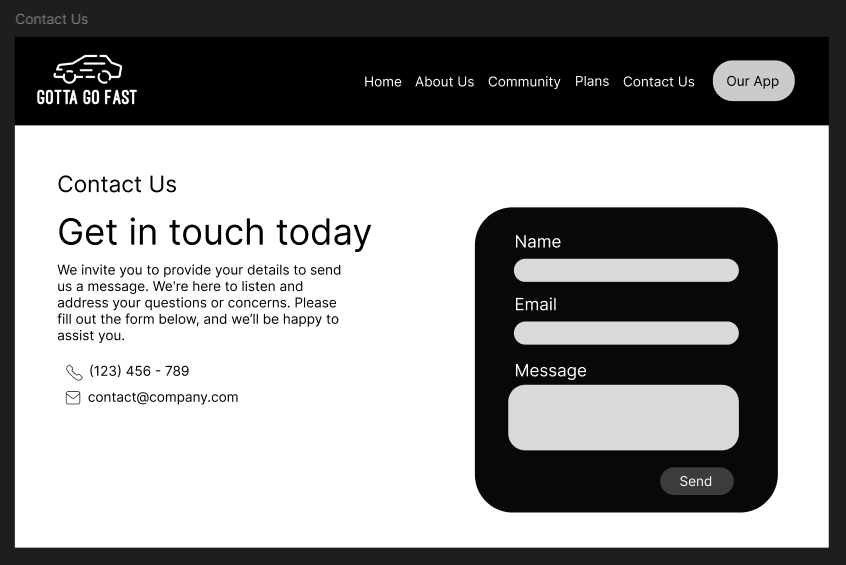 Contact Us
GOTTA GO FAST
Home About Us Community Plans Contact Us Our App
Contact Us
Get in touch today
We invite you to provide your details to send
us a message. We're here to listen and
address your questions or concerns. Please
fill out the form below, and we'll be happy to
assist you.
(123) 456 - 789
contact@company.com
Name
Email
Message
Send